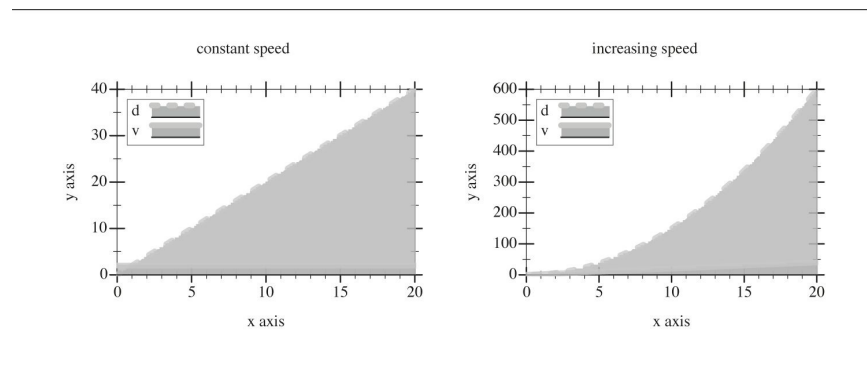 constant speed
40
30
20
10
0
d
v
y axis
0 5 10 15 20
x axis
increasing speed
600
500
400
300
200
100
0
d
v
y axis
0 5 10 15 20
x axis